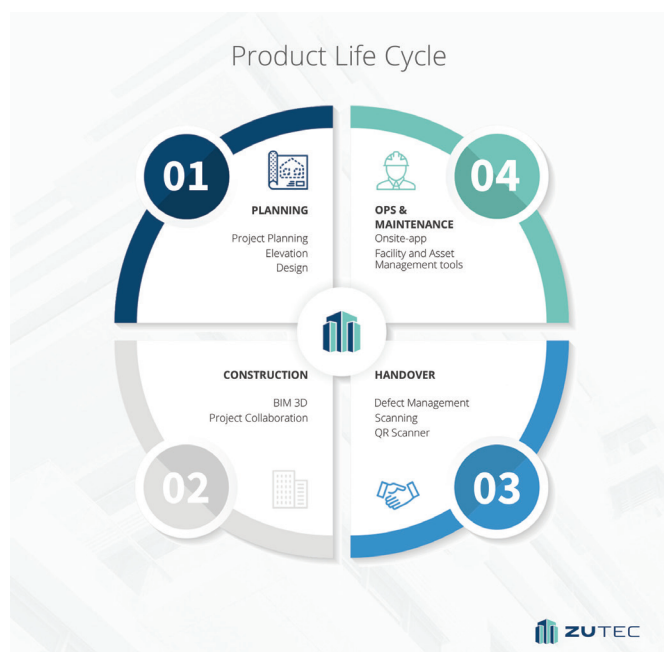 Product Life Cycle
01
PLANNING
Project Planning
Elevation
Design
04
OPS &
MAINTENANCE
Onsite-app
Facility and Asset
Management tools
CONSTRUCTION
BIM 3D
Project Collaboration
02
HANDOVER
Defect Management
Scanning
QR Scanner
03
ZUTEC